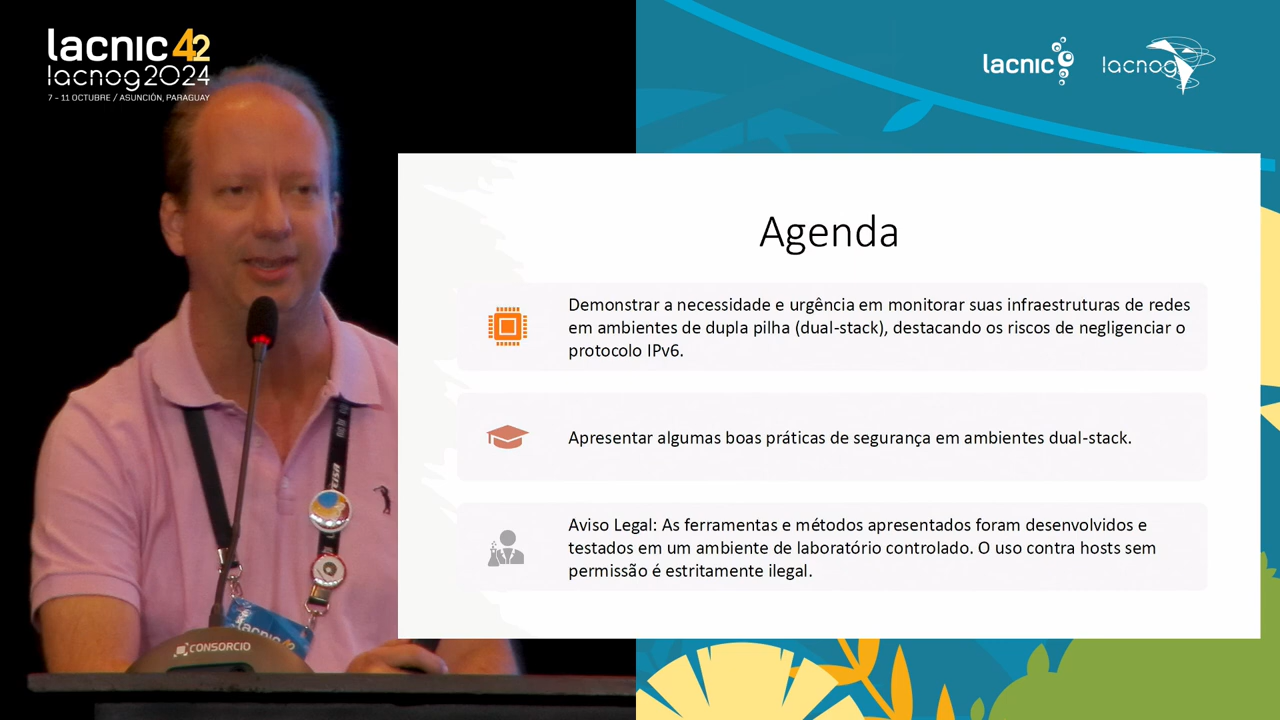 lacnic 42
lacnog2024
7 - 11 OCTUBRE / ASUNCIÓN, PARAGUAY
lacnic
lacnog
Agenda
Demonstrar a necessidade e urgência em monitorar suas infraestruturas de redes
em ambientes de dupla pilha (dual-stack), destacando os riscos de negligenciar o
protocolo IPv6.
Apresentar algumas boas práticas de segurança em ambientes dual-stack.
Aviso Legal: As ferramentas e métodos apresentados foram desenvolvidos e
testados em um ambiente de laboratório controlado. O uso contra hosts sem
permissão é estritamente ilegal.
lacnic42
CONSORCIO